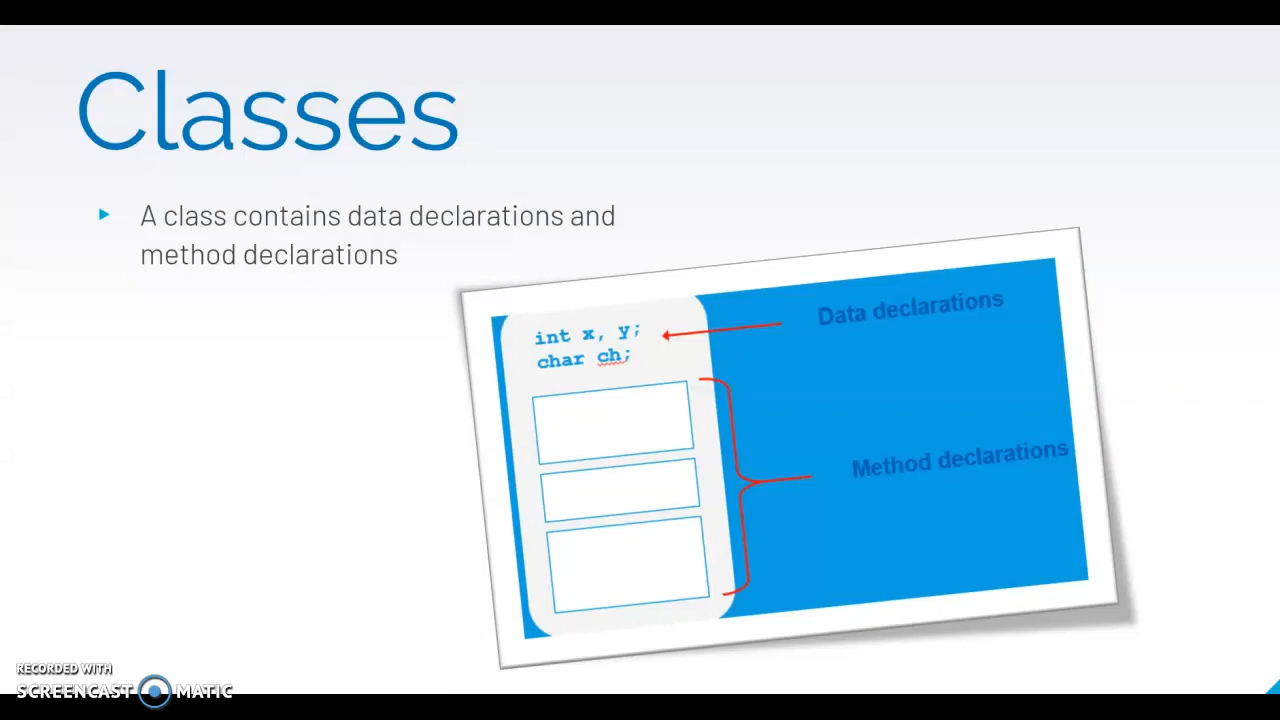 Classes
A class contains data declarations and
method declarations
int x, y;
char ch;
Data declarations
Method declarations
RECORDED WITH
SCREENCAST MATIC